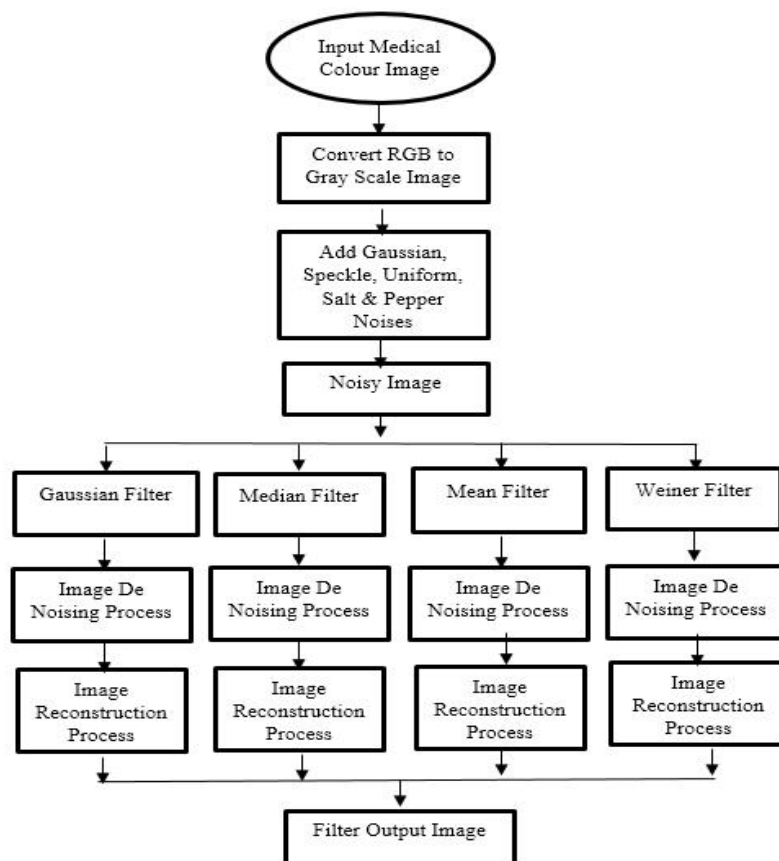 Input Medical
Colour Image
Convert RGB to
Gray Scale Image
Add Gaussian,
Speckle, Uniform,
Salt & Pepper
Noises
Noisy Image
Gaussian Filter
Median Filter
Mean Filter
Weiner Filter
Image De
Noising Process
Image De
Noising Process
Image De
Noising Process
Image De
Noising Process
Image
Reconstruction
Process
Image
Reconstruction
Process
Image
Reconstruction
Process
Image
Reconstruction
Process
Filter Output Image